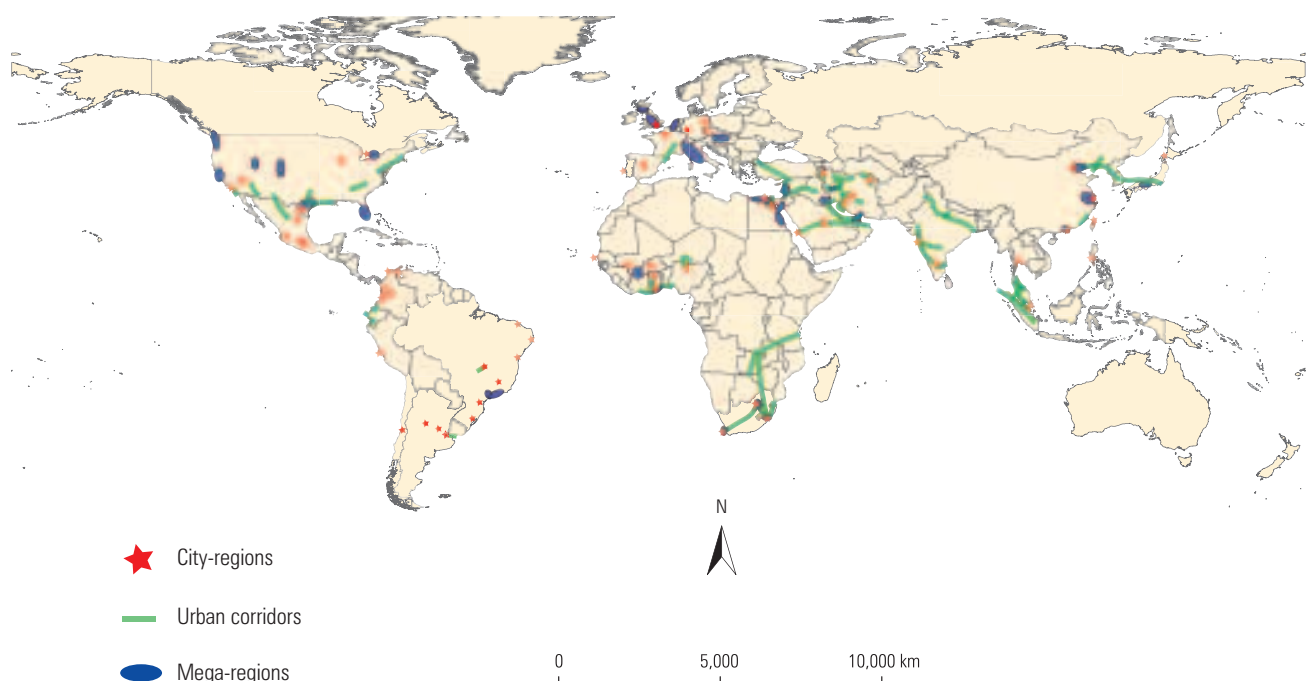 N
City-regions
Urban corridors
Mega-regions
0 5,000 10,000 km